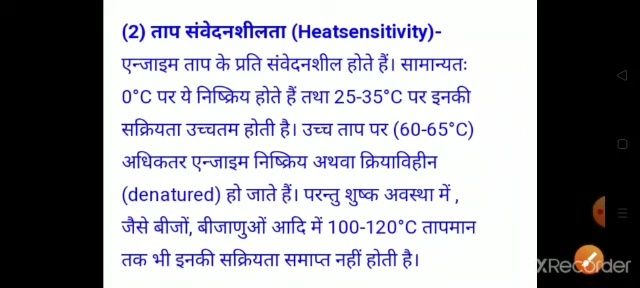 (2) ताप संवेदनशीलता (Heatsensitivity)-
एन्जाइम ताप के प्रति संवेदनशील होते हैं। सामान्यतः
0°C पर ये निष्क्रिय होते हैं तथा 25-35°C पर इनकी
सक्रियता उच्चतम होती है। उच्च ताप पर (60-65°C)
अधिकतर एन्जाइम निष्क्रिय अथवा क्रियाविहीन
(denatured) हो जाते हैं। परन्तु शुष्क अवस्था में ,
जैसे बीजों, बीजाणुओं आदि में 100-120°C तापमान
तक भी इनकी सक्रियता समाप्त नहीं होती है।
XRecorder